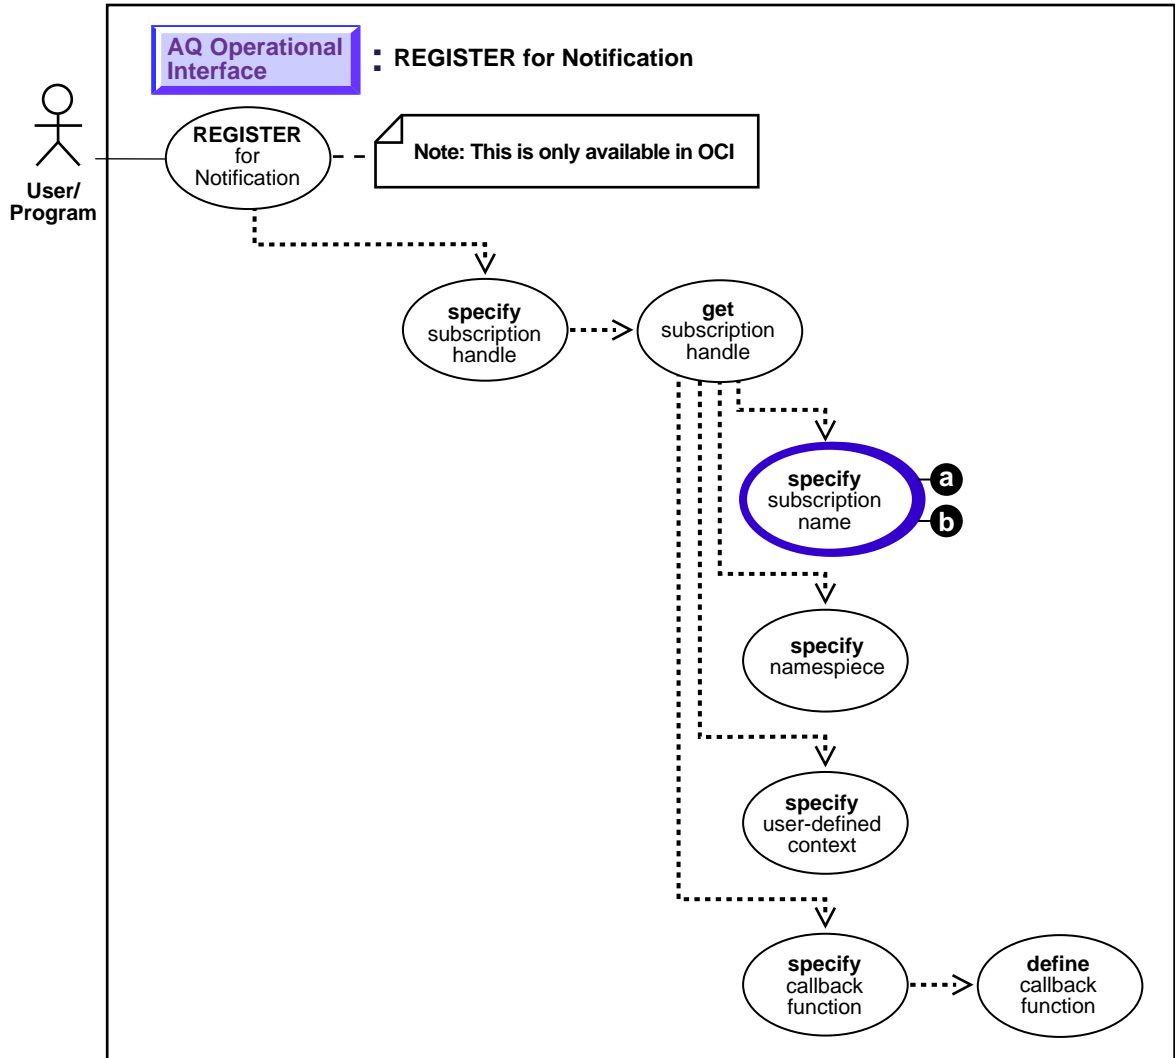 AQ Operational
Interface
: REGISTER for Notification
REGISTER
for
Notification
Note: This is only available in OCI
User/
Program
specify
subscription
handle
get
subscription
handle
specify
subscription
name
a
b
specify
namespiece
specify
user-defined
context
specify
callback
function
define
callback
function